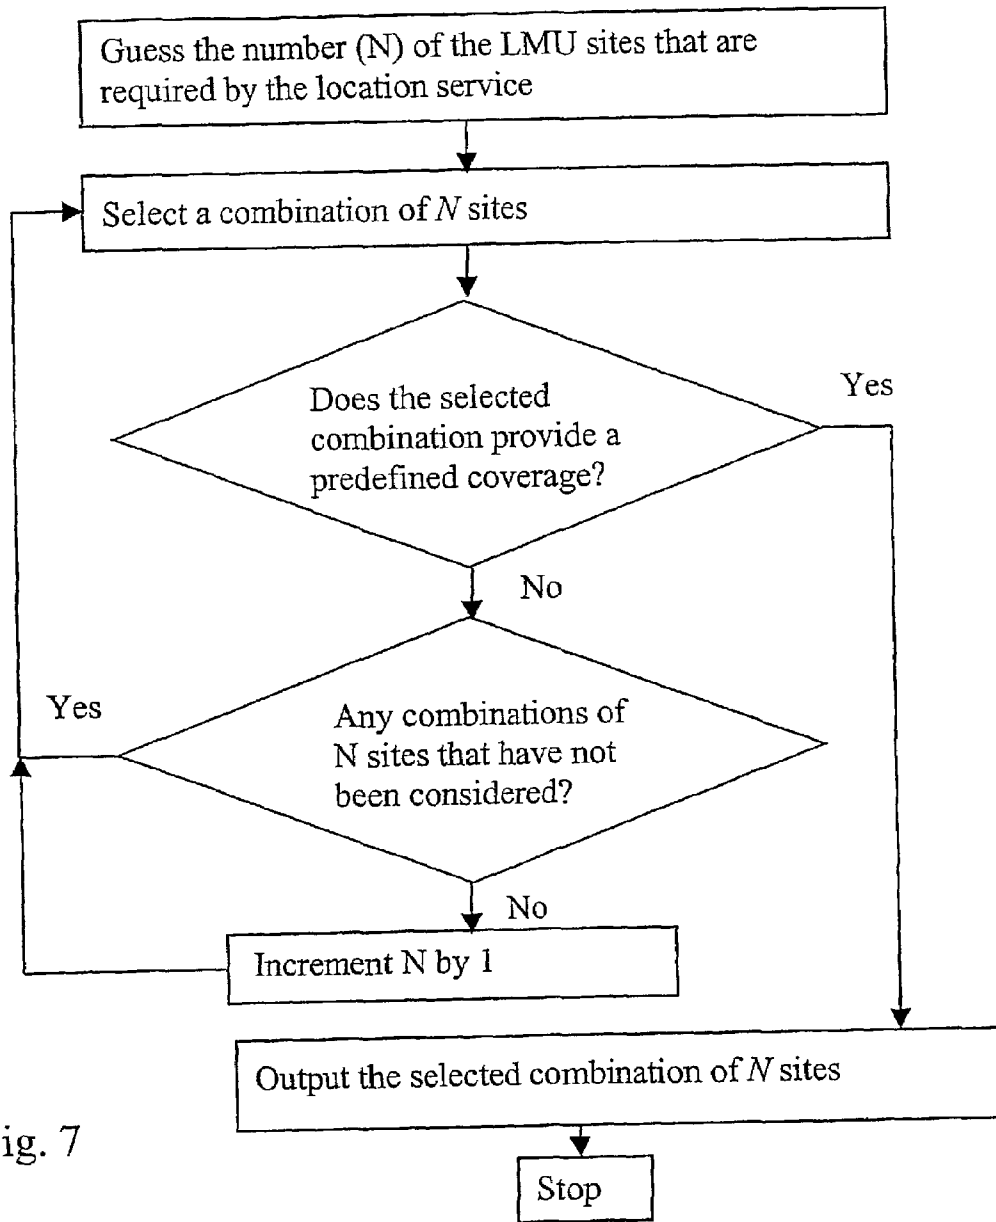 Guess the number (N) of the LMU sites that are
required by the location service
Select a combination of N sites
Does the selected
combination provide a
predefined coverage?
Yes
No
Any combinations of
N sites that have not
been considered?
Yes
No
Increment N by 1
Output the selected combination of N sites
ig. 7
Stop